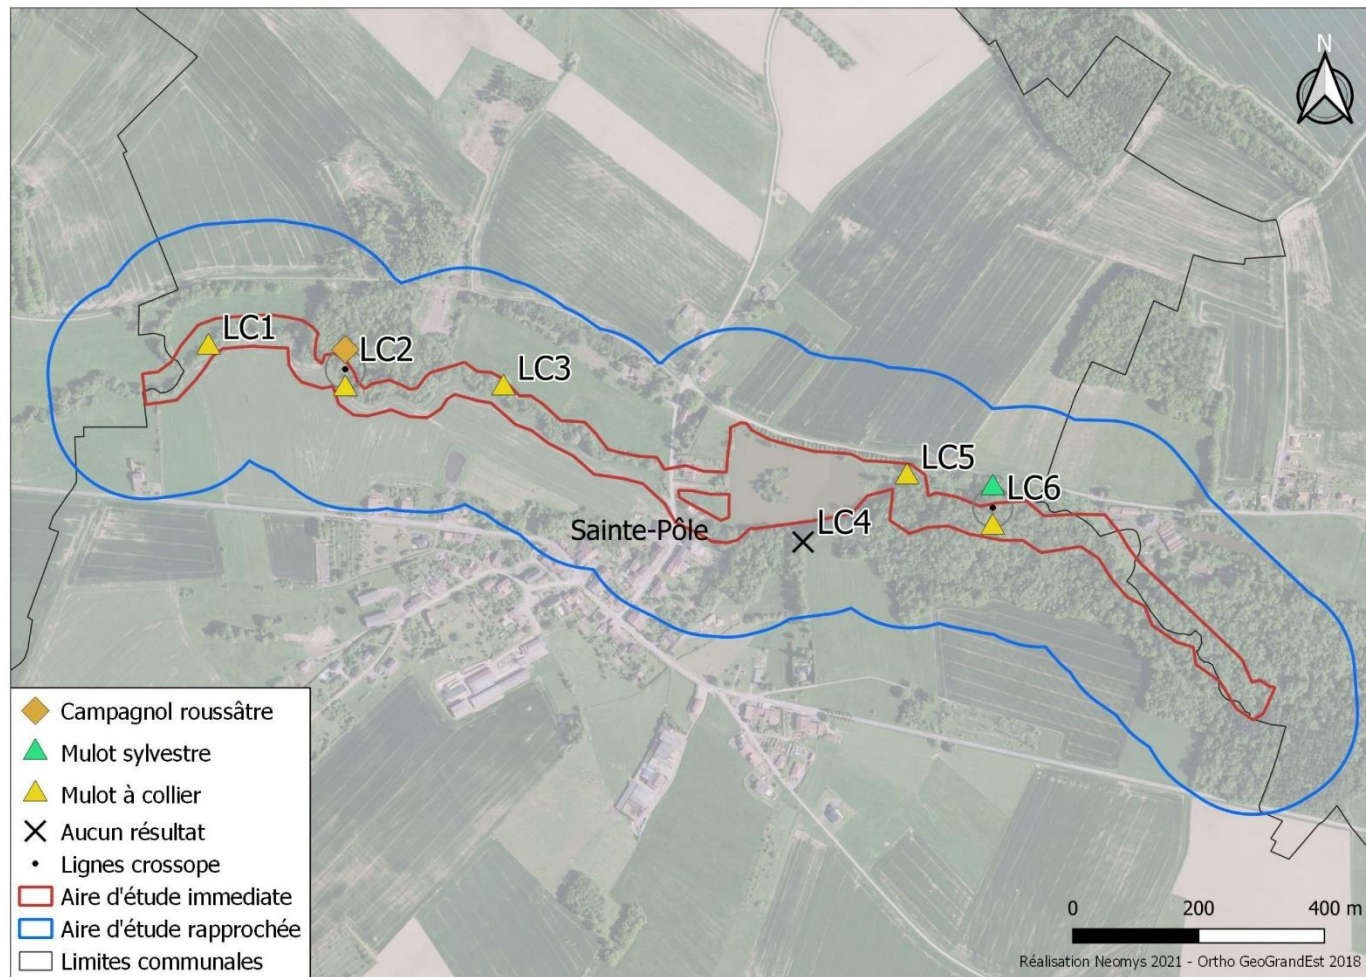 N
LC1
LC2
LC3
LC5
LC6
LC4
Sainte-Pôle
Campagnol roussâtre
Mulot sylvestre
Mulot à collier
Aucun résultat
Lignes crossope
Aire d'étude immediate
Aire d'étude rapprochée
Limites communales
0 200 400 m
Réalisation Neomys 2021 - Ortho GeoGrandEst 2018